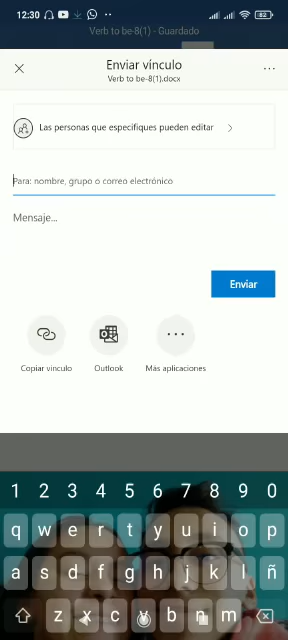 12:30
62
Verb to be-8(1) - Guardado
Enviar vínculo
Verb to be-8(1).docx
Las personas que especifiques pueden editar
Para: nombre, grupo o correo electrónico
Mensaje...
Enviar
Copiar vínculo Outlook Más aplicaciones
1 2 3 4 5 6 7 8 9 0
q w e r t y u i o p
a s d f g h j k l ñ
z x c v b n m